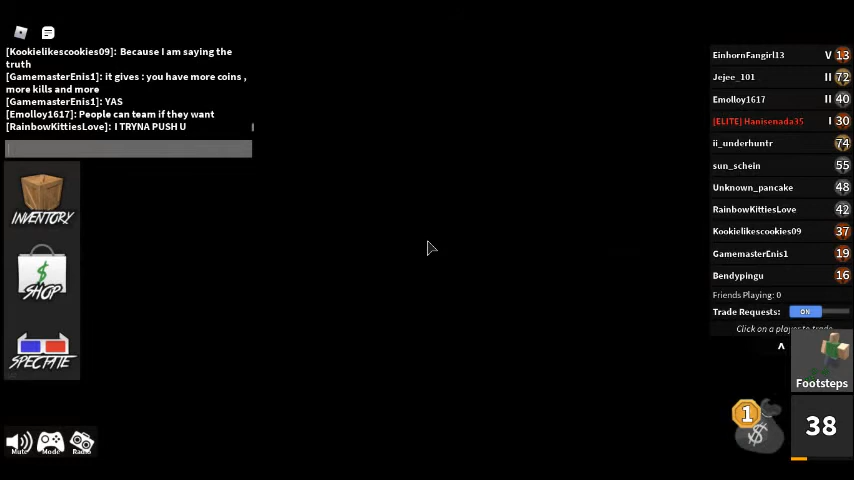 [Kookielikescookies09]: Because I am saying the
truth
[GamemasterEnis1]: it gives : you have more coins ,
more kills and more
[GamemasterEnis1]: YAS
[Emolloy1617]: People can team if they want
[RainbowKittiesLove]: I TRYNA PUSH U
INVENTORY
SHOP
SPECTATE
Mute
Mode
Radio
EinhornFangirl13 V 13
Jejee_101 II 72
Emolloy1617 II 40
[ELITE] Hanisenada35 I 30
ii_underhuntr 74
sun_schein 55
Unknown_pancake 48
RainbowKittiesLove 42
Kookielikescookies09 37
GamemasterEnis1 19
Bendypingu 16
Friends Playing: 0
Trade Requests: ON
Click on a player to trade
^
Footsteps
1
$
38